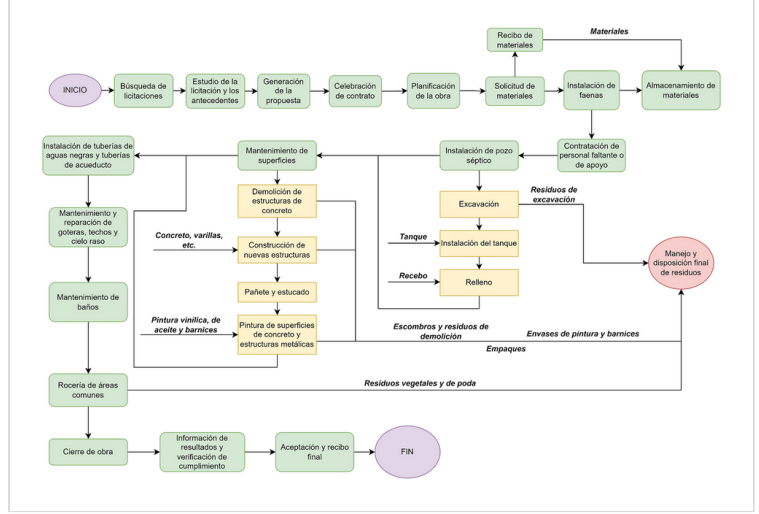 Recibo de
materiales
Materiales
INICIO
Búsqueda de
licitaciones
Estudio de la
licitación y los
antecedentes
Generación
de la
propuesta
Celebración
de contrato
Planificación
de la obra
Solicitud de
materiales
Instalación de
faenas
Almacenamiento de
materiales
Instalación de tuberías de
aguas negras y tuberías
de acueducto
Mantenimiento de
superficies
Instalación de pozo
séptico
Contratación de
personal faltante o
de apoyo
Demolición de
estructuras de
concreto
Excavación
Residuos de
excavación
Mantenimiento y
reparación de
goteras, techos y
cielo raso
Concreto, varillas,
etc.
Construcción de
nuevas estructuras
Tanque
Instalación del tanque
Manejo y
disposición final
de residuos
Recebo
Relleno
Mantenimiento de
baños
Pañete y estucado
Pintura vinílica, de
aceite y barnices
Pintura de superficies
de concreto y
estructuras metálicas
Escombros y residuos de
demolición
Envases de pintura y barnices
Empaques
Rocería de áreas
comunes
Residuos vegetales y de poda
Cierre de obra
Información de
resultados y
verificación de
cumplimiento
Aceptación y recibo
final
FIN